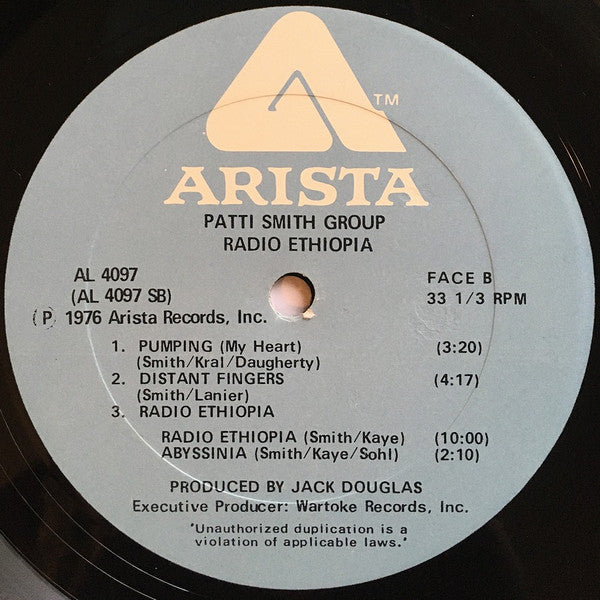 TM
ARISTA
PATTI SMITH GROUP
RADIO ETHIOPIA
AL 4097 FACE B
(AL 4097 SB) 33 1/3 RPM
(P) 1976 Arista Records, Inc.
1. PUMPING (My Heart) (3:20)
(Smith/Kral/Daugherty)
2. DISTANT FINGERS (4:17)
(Smith/Lanier)
3. RADIO ETHIOPIA
RADIO ETHIOPIA (Smith/Kaye) (10:00)
ABYSSINIA (Smith/Kaye/Sohl) (2:10)
PRODUCED BY JACK DOUGLAS
Executive Producer: Wartoke Records, Inc.
"Unauthorized duplication is a
violation of applicable laws."